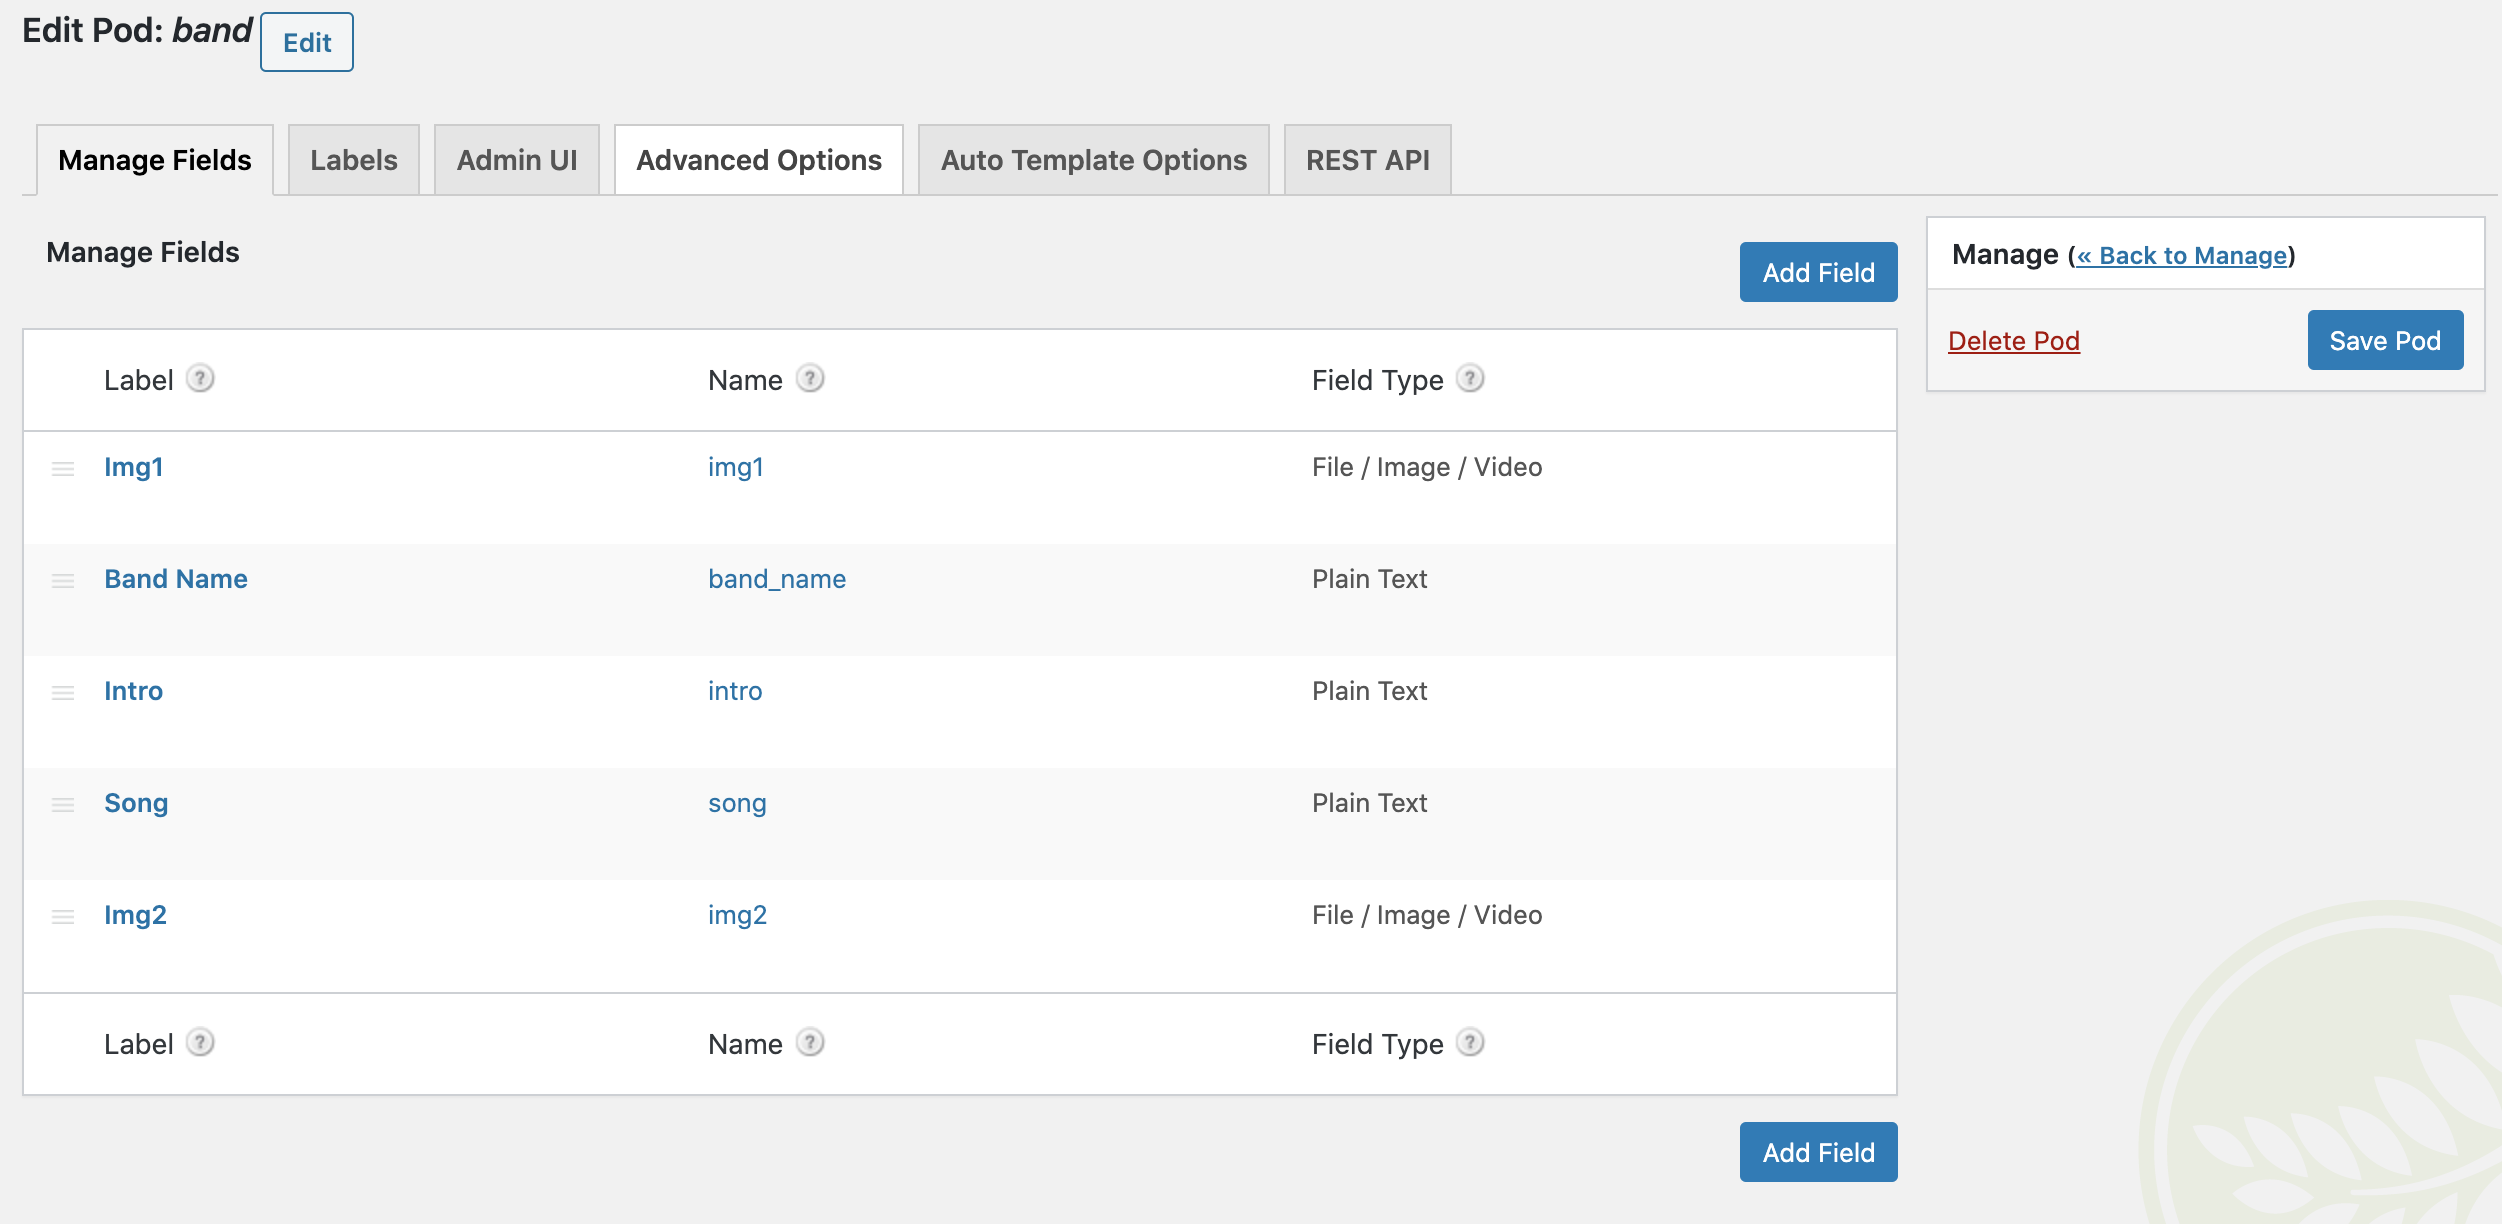 Edit Pod: band Edit
Manage Fields Labels Admin UI Advanced Options Auto Template Options REST API
Manage Fields Add Field
Manage (« Back to Manage)
Delete Pod Save Pod
Label ? Name ? Field Type ?
Img1 img1 File / Image / Video
Band Name band_name Plain Text
Intro intro Plain Text
Song song Plain Text
Img2 img2 File / Image / Video
Label ? Name ? Field Type ?
Add Field